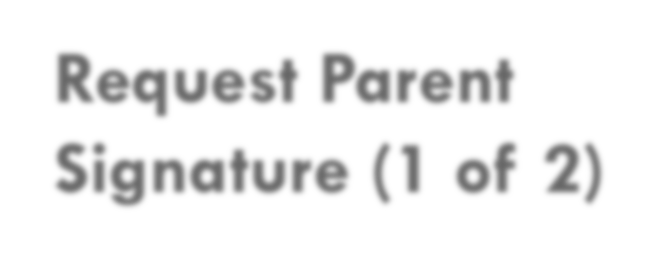 Request Parent
Signature (1 of 2)